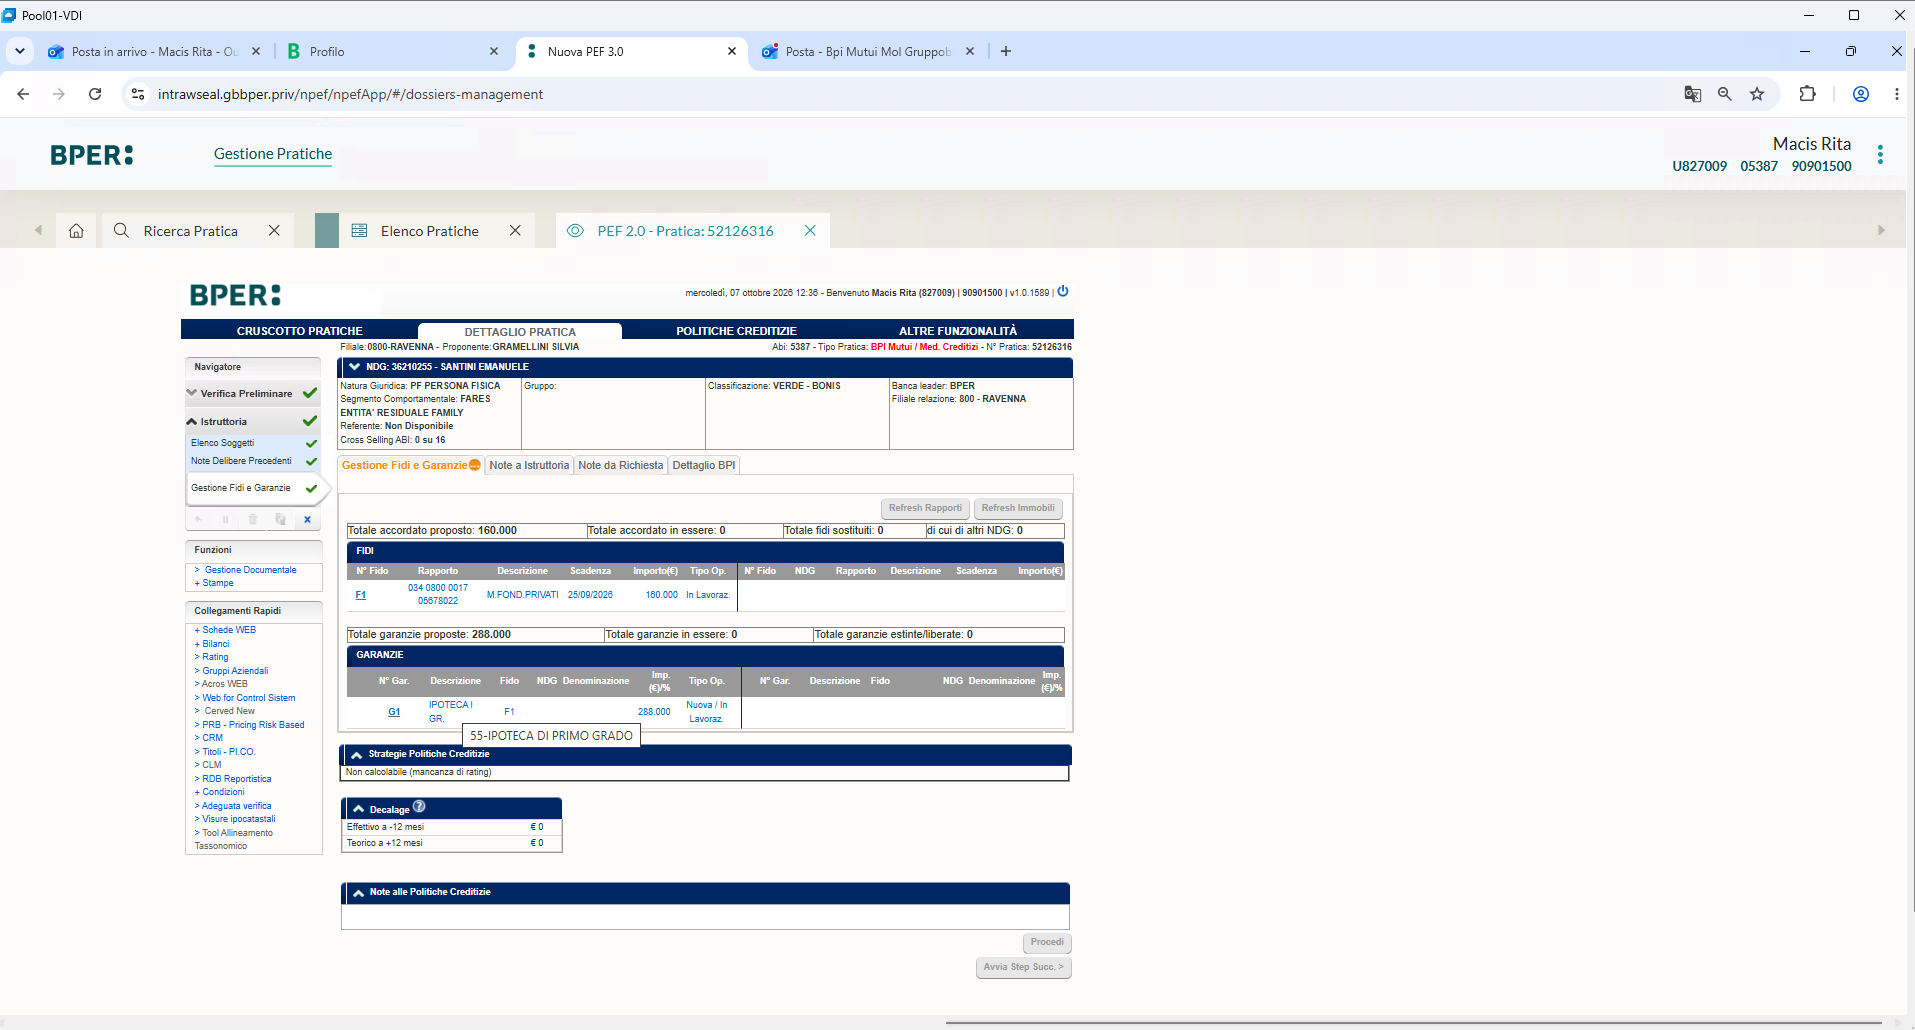 Pool01-VDI
Posta in arrivo - Macis Rita - Ou
Profilo
Nuova PEF 3.0
Posta - Bpi Mutui Mol Gruppob
intrawseal.gbbper.priv/npef/npefApp/#/dossiers-management
BPER:
Gestione Pratiche
Macis Rita
U827009 05387 90901500
Ricerca Pratica
Elenco Pratiche
PEF 2.0 - Pratica: 52126316
BPER:
mercoledì, 07 ottobre 2026 12:36 - Benvenuto Macis Rita (827009) | 90901500 | v1.0.1589 |
CRUSCOTTO PRATICHE
DETTAGLIO PRATICA
POLITICHE CREDITIZIE
ALTRE FUNZIONALITÀ
Filiale:0800-RAVENNA - Proponente:GRAMELLINI SILVIA
Abi: 5387 - Tipo Pratica: BPI Mutui / Med. Creditizi - N° Pratica: 52126316
Navigatore
Verifica Preliminare
Istruttoria
Elenco Soggetti
Note Delibere Precedenti
Gestione Fidi e Garanzie
Funzioni
> Gestione Documentale
+ Stampe
Collegamenti Rapidi
+ Schede WEB
+ Bilanci
> Rating
> Gruppi Aziendali
> Acros WEB
> Web for Control Sistem
> Cerved New
> PRB - Pricing Risk Based
> CRM
> Titoli - PI.CO.
> CLM
> RDB Reportistica
+ Condizioni
> Adeguata verifica
> Visure ipocatastali
> Tool Allineamento
Tassonomico
NDG: 36210255 - SANTINI EMANUELE
Natura Giuridica: PF PERSONA FISICA
Segmento Comportamentale: FARES
ENTITA' RESIDUALE FAMILY
Referente: Non Disponibile
Cross Selling ABI: 0 su 16
Gruppo:
Classificazione: VERDE - BONIS
Banca leader: BPER
Filiale relazione: 800 - RAVENNA
Gestione Fidi e Garanzie
Note a Istruttoria
Note da Richiesta
Dettaglio BPI
Refresh Rapporti
Refresh Immobili
Totale accordato proposto: 160.000
Totale accordato in essere: 0
Totale fidi sostituiti: 0
di cui di altri NDG: 0
FIDI
N° Fido Rapporto Descrizione Scadenza Importo(€) Tipo Op. N° Fido NDG Rapporto Descrizione Scadenza Importo(€)
F1 034 0800 0017 05678022 M.FOND.PRIVATI 25/09/2026 160.000 In Lavoraz.
Totale garanzie proposte: 288.000
Totale garanzie in essere: 0
Totale garanzie estinte/liberate: 0
GARANZIE
N° Gar. Descrizione Fido NDG Denominazione Imp. (€)/% Tipo Op. N° Gar. Descrizione Fido NDG Denominazione Imp. (€)/%
G1 IPOTECA I GR. F1 288.000 Nuova / In Lavoraz.
55-IPOTECA DI PRIMO GRADO
Strategie Politiche Creditizie
Non calcolabile (mancanza di rating)
Decalage
Effettivo a -12 mesi € 0
Teorico a +12 mesi € 0
Note alle Politiche Creditizie
Procedi
Avvia Step Succ. >